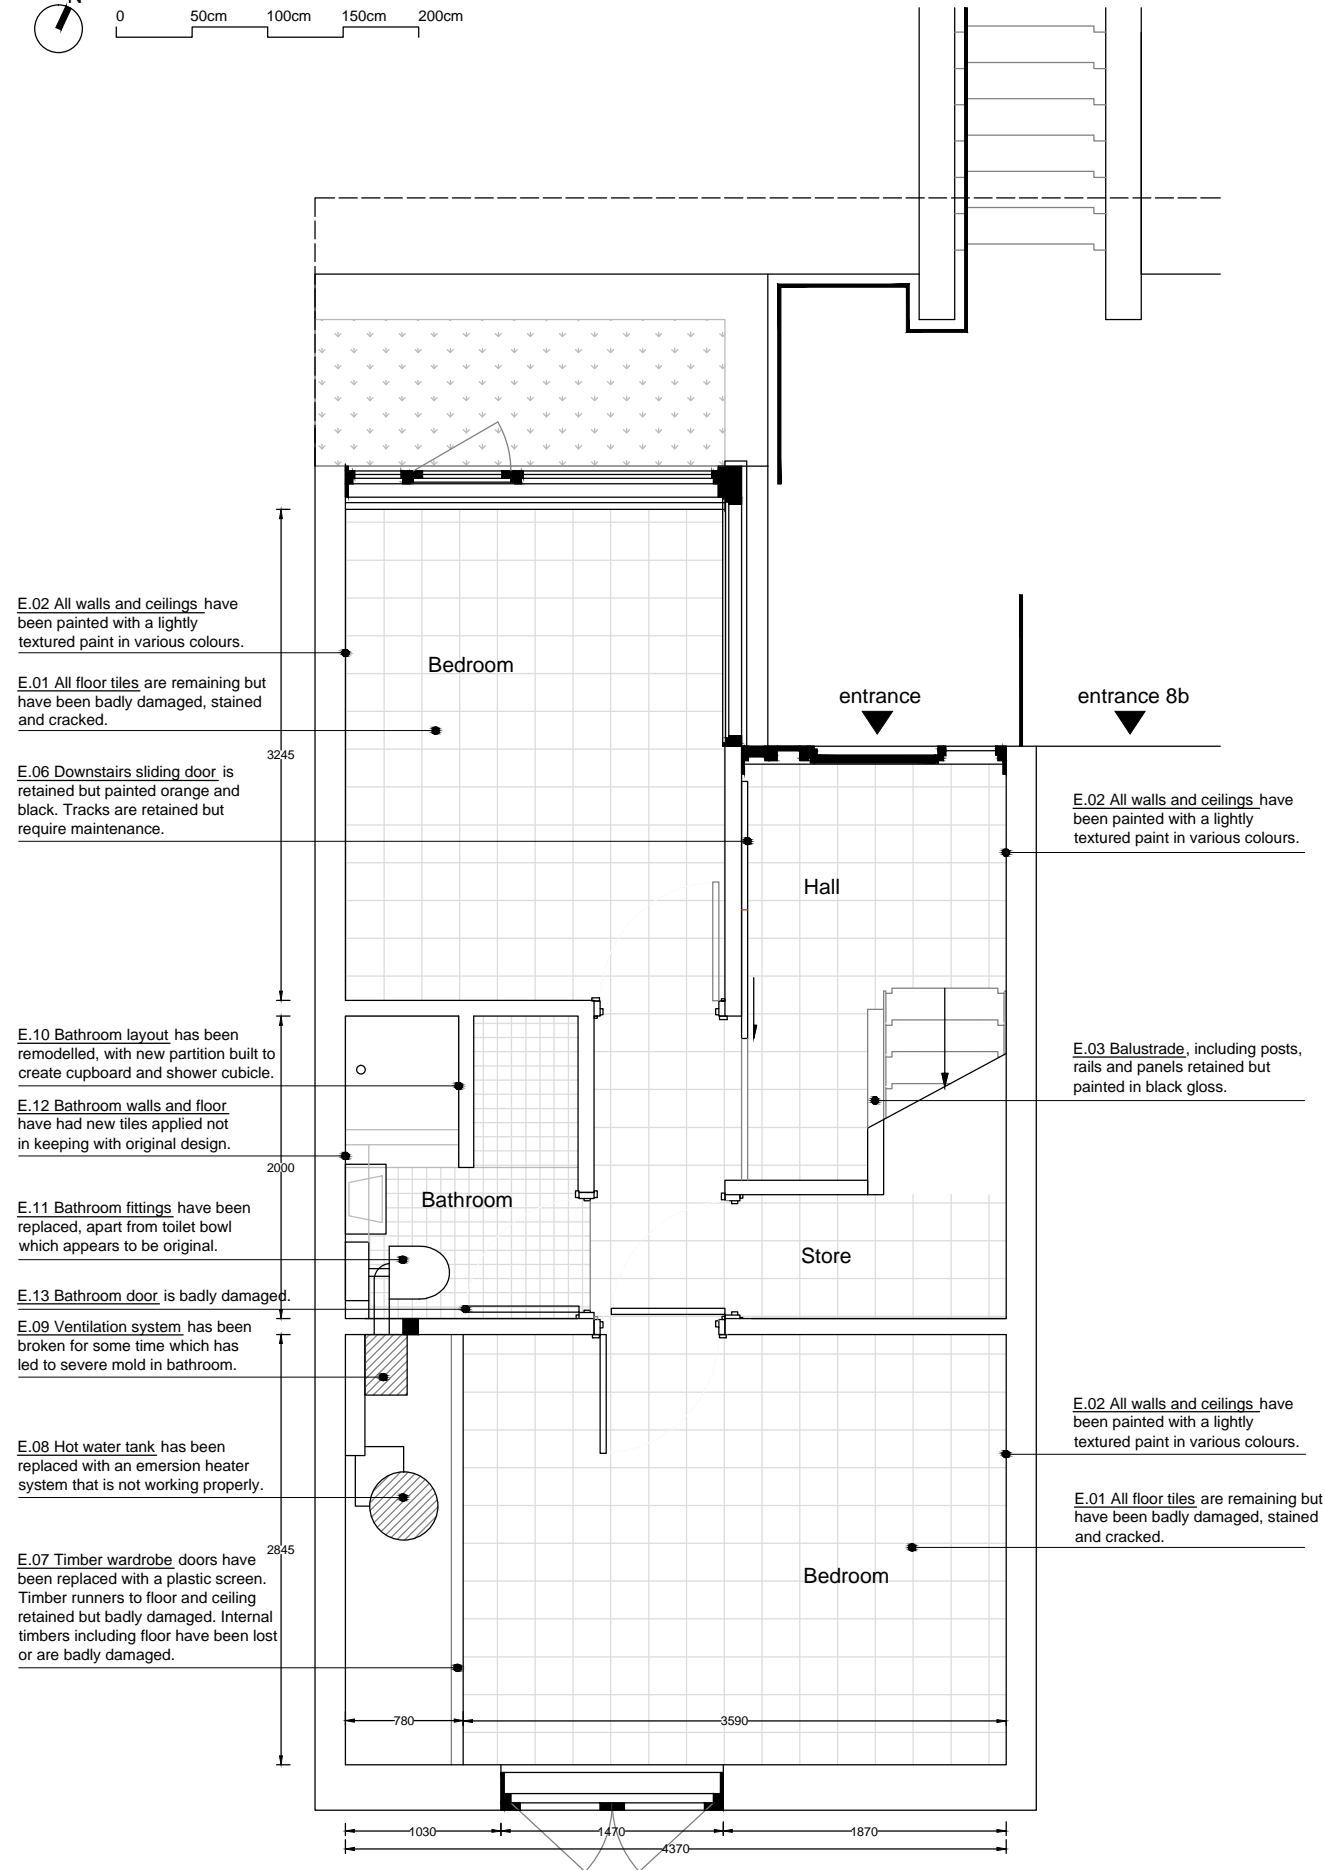 N
0 50cm 100cm 150cm 200cm
E.02 All walls and ceilings have
been painted with a lightly
textured paint in various colours.
E.01 All floor tiles are remaining but
have been badly damaged, stained
and cracked.
3245
E.06 Downstairs sliding door is
retained but painted orange and
black. Tracks are retained but
require maintenance.
E.10 Bathroom layout has been
remodelled, with new partition built to
create cupboard and shower cubicle.
E.12 Bathroom walls and floor
have had new tiles applied not
in keeping with original design.
2000
E.11 Bathroom fittings have been
replaced, apart from toilet bowl
which appears to be original.
E.13 Bathroom door is badly damaged.
E.09 Ventilation system has been
broken for some time which has
led to severe mold in bathroom.
E.08 Hot water tank has been
replaced with an emersion heater
system that is not working properly.
2845
E.07 Timber wardrobe doors have
been replaced with a plastic screen.
Timber runners to floor and ceiling
retained but badly damaged. Internal
timbers including floor have been lost
or are badly damaged.
Bedroom
entrance
entrance 8b
Hall
Bathroom
Store
Bedroom
780
3590
1030
1470
1870
4370
E.02 All walls and ceilings have
been painted with a lightly
textured paint in various colours.
E.03 Balustrade, including posts,
rails and panels retained but
painted in black gloss.
E.02 All walls and ceilings have
been painted with a lightly
textured paint in various colours.
E.01 All floor tiles are remaining but
have been badly damaged, stained
and cracked.